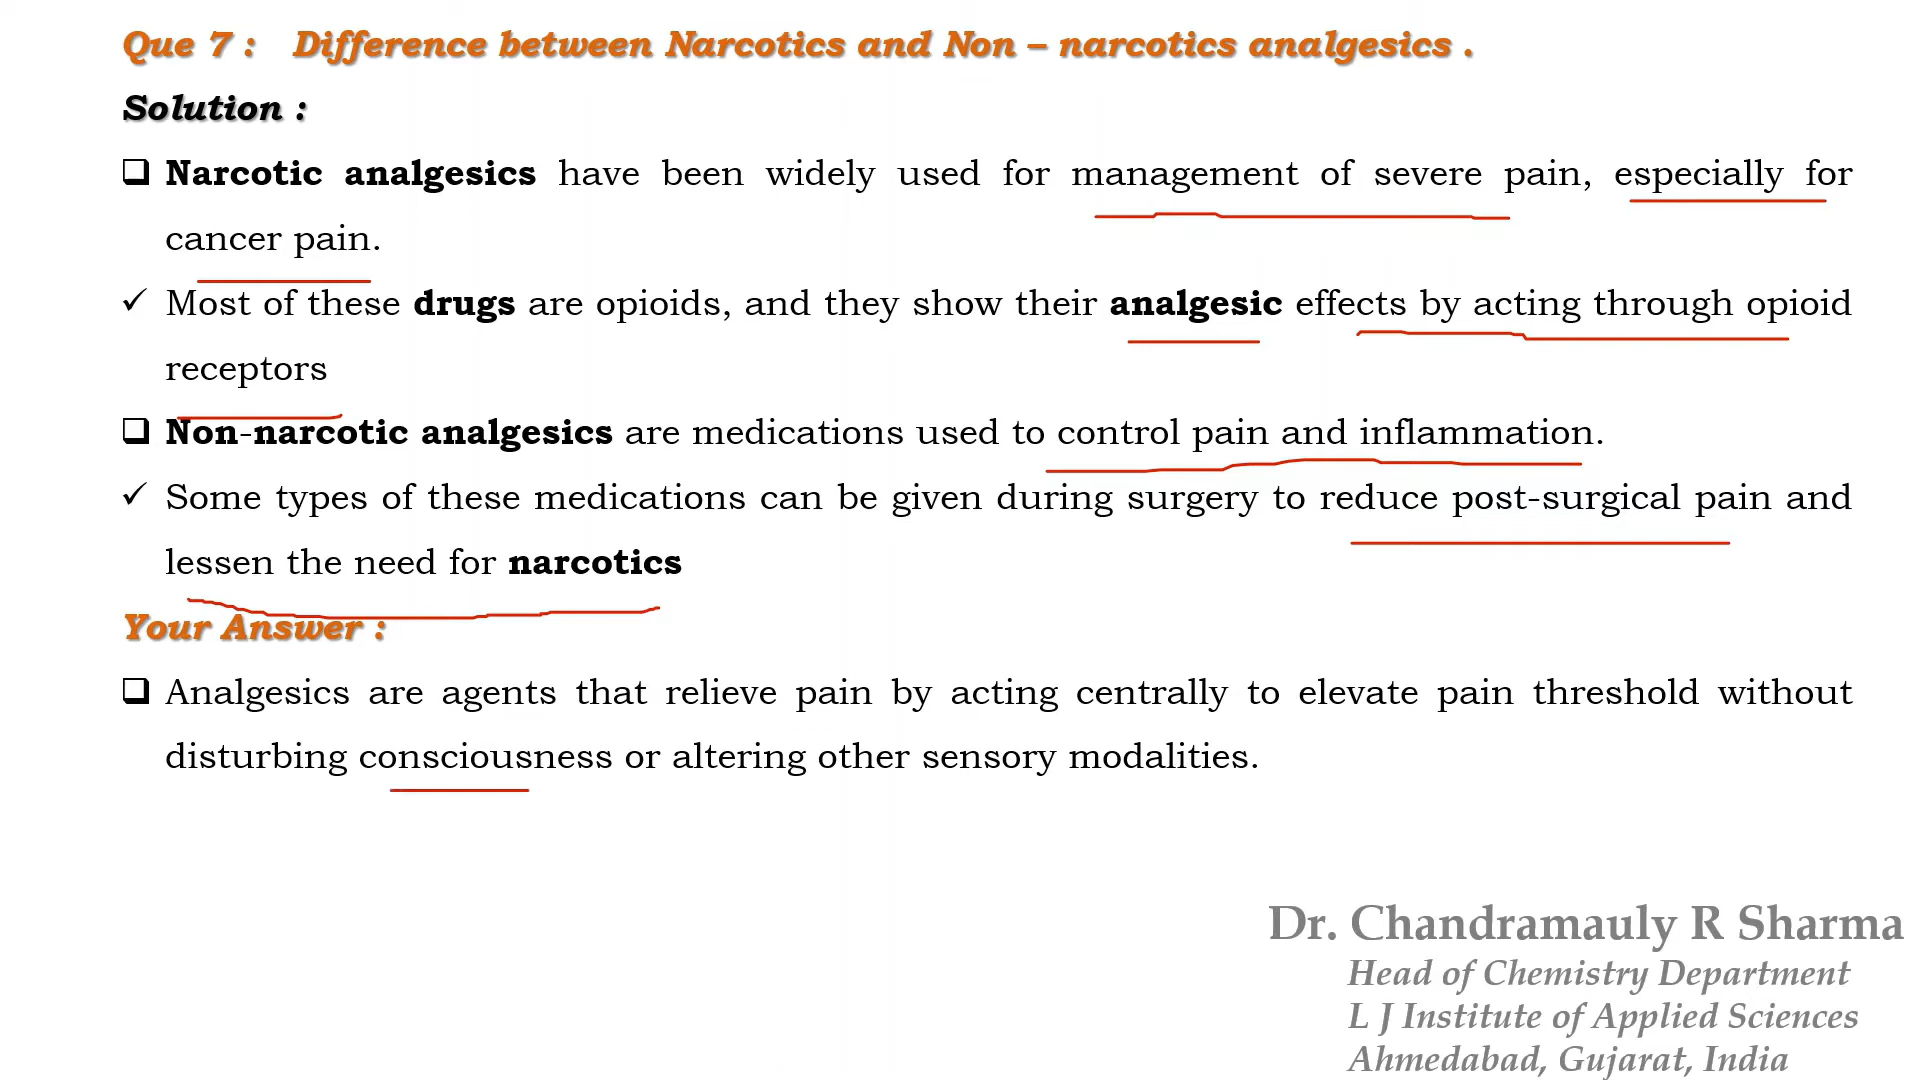 Que 7 : Difference between Narcotics and Non – narcotics analgesics .
Solution :
❑ Narcotic analgesics have been widely used for management of severe pain, especially for
cancer pain.
✓ Most of these drugs are opioids, and they show their analgesic effects by acting through opioid
receptors
❑ Non-narcotic analgesics are medications used to control pain and inflammation.
✓ Some types of these medications can be given during surgery to reduce post-surgical pain and
lessen the need for narcotics
Your Answer :
❑ Analgesics are agents that relieve pain by acting centrally to elevate pain threshold without
disturbing consciousness or altering other sensory modalities.
Dr. Chandramauly R Sharma
Head of Chemistry Department
L J Institute of Applied Sciences
Ahmedabad, Gujarat, India